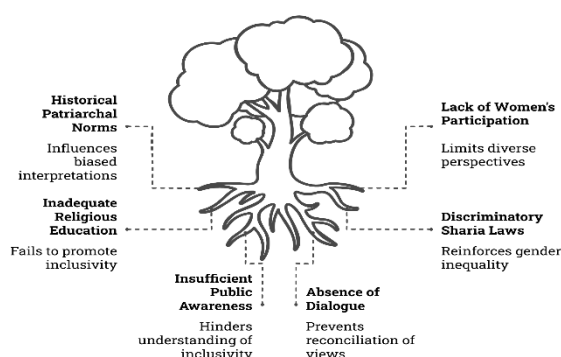 Historical
Patriarchal
Norms
Influences
biased
interpretations
Lack of Women's
Participation
Limits diverse
perspectives
Inadequate
Religious
Education
Fails to promote
inclusivity
Discriminatory
Sharia Laws
Reinforces gender
inequality
Insufficient
Public
Awareness
Hinders
understanding of
inclusivity
Absence of
Dialogue
Prevents
reconciliation of
views